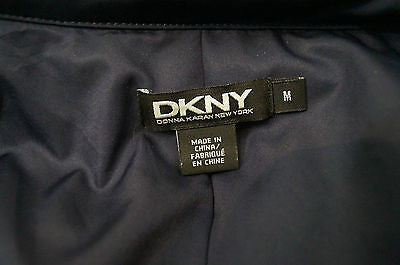 DKNY
DONNA KARAN NEW YORK
M
MADE IN
CHINA/
FABRIQUÉ
EN CHINE